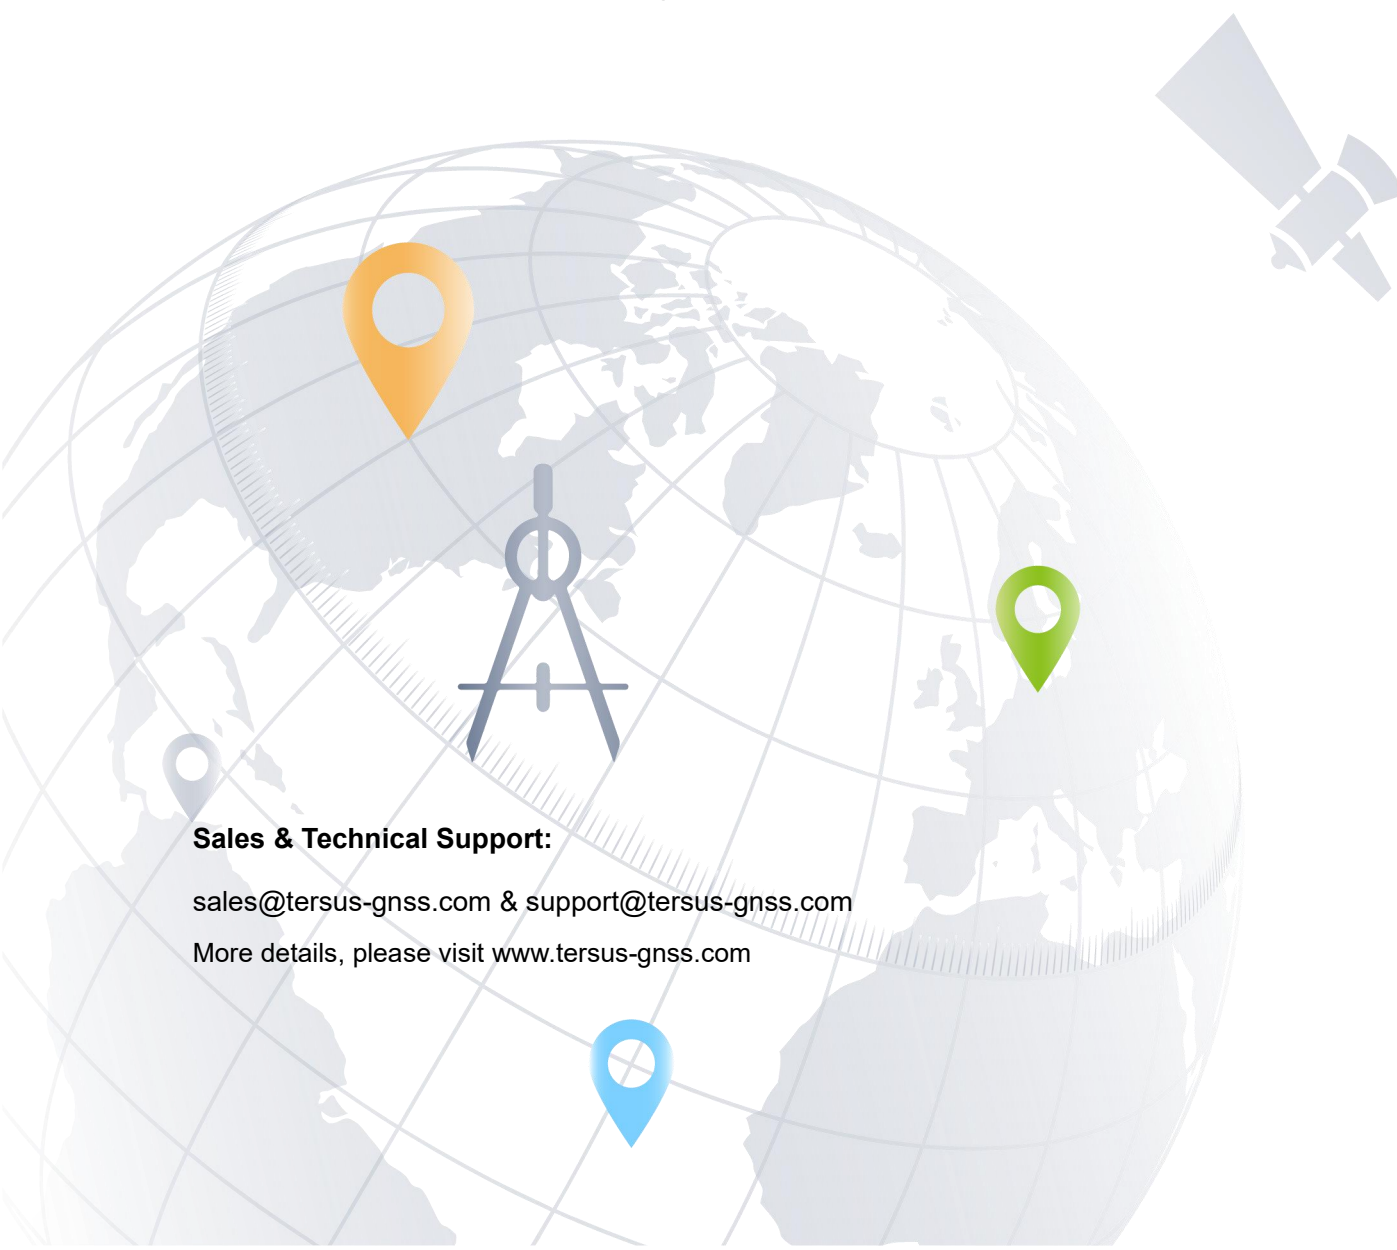 Sales & Technical Support:
sales@tersus-gnss.com & support@tersus-gnss.com
More details, please visit www.tersus-gnss.com